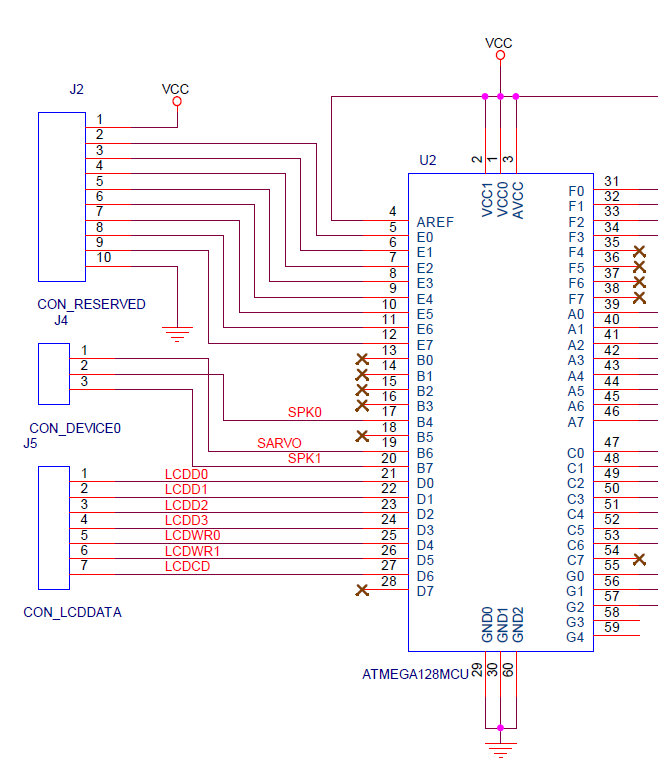 VCC
J2
VCC
1
2
3
4
5
6
7
8
9
10
CON_RESERVED
J4
1
2
3
CON_DEVICE0
J5
1
2
3
4
5
6
7
CON_LCDDATA
SPK0
SARVO
SPK1
LCDD0
LCDD1
LCDD2
LCDD3
LCDWR0
LCDWR1
LCDCD
U2
2
1
3
VCC1
VCC0
AVCC
4 AREF
5 E0
6 E1
7 E2
8 E3
9 E4
10 E5
11 E6
12 E7
13 B0
14 B1
15 B2
16 B3
17 B4
18 B5
19 B6
20 B7
21 D0
22 D1
23 D2
24 D3
25 D4
26 D5
27 D6
28 D7
F0 31
F1 32
F2 33
F3 34
F4 35
F5 36
F6 37
F7 38
A0 39
A1 40
A2 41
A3 42
A4 43
A5 44
A6 45
A7 46
C0 47
C1 48
C2 49
C3 50
C4 51
C5 52
C6 53
C7 54
G0 55
G1 56
G2 57
G3 58
G4 59
GND0
GND1
GND2
ATMEGA128MCU
29
30
60